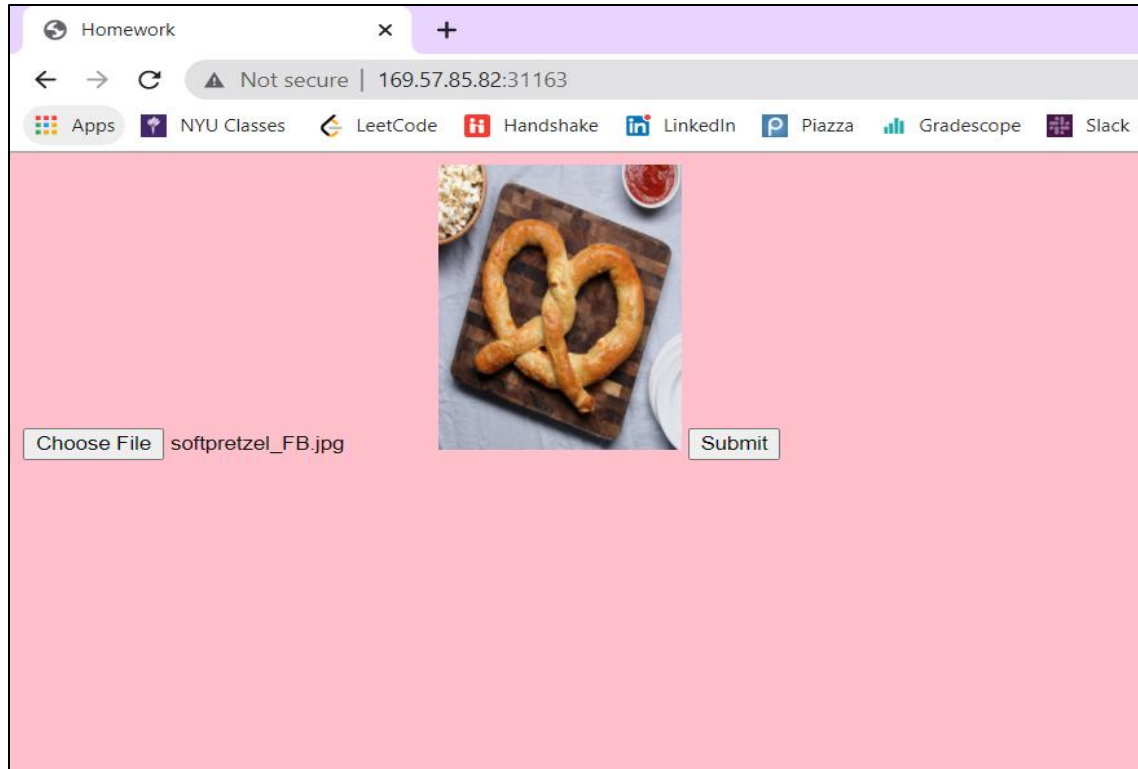 Homework
Not secure | 169.57.85.82:31163
Apps NYU Classes LeetCode Handshake LinkedIn Piazza Gradescope Slack
Choose File softpretzel_FB.jpg Submit